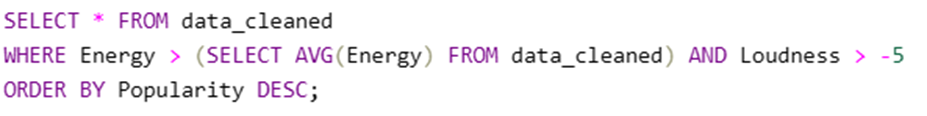 SELECT * FROM data_cleaned
WHERE Energy > (SELECT AVG(Energy) FROM data_cleaned) AND Loudness > -5
ORDER BY Popularity DESC;